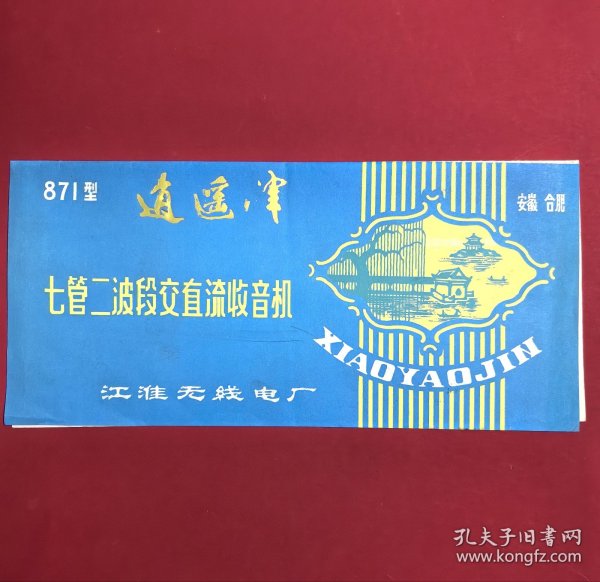 871型
逍遥津
安徽 合肥
七管二波段交直流收音机
XIAOYAOJIN
江淮无线电厂
孔夫子旧书网
www.kongfz.com